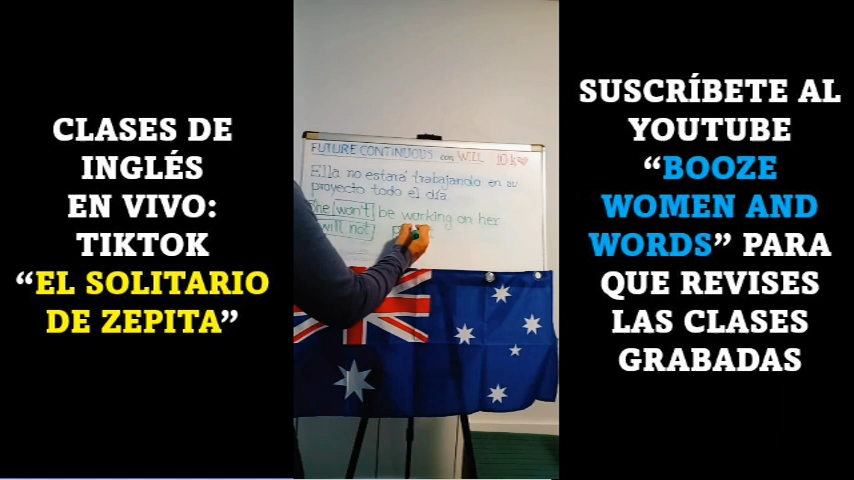 CLASES DE
INGLÉS
EN VIVO:
TIKTOK
“EL SOLITARIO
DE ZEPITA”
FUTURE CONTINUOUS con WILL 10k
Ella no estará trabajando en su
proyecto todo el día.
She won't be working on her
will not
SUSCRÍBETE AL
YOUTUBE
“BOOZE
WOMEN AND
WORDS” PARA
QUE REVISES
LAS CLASES
GRABADAS